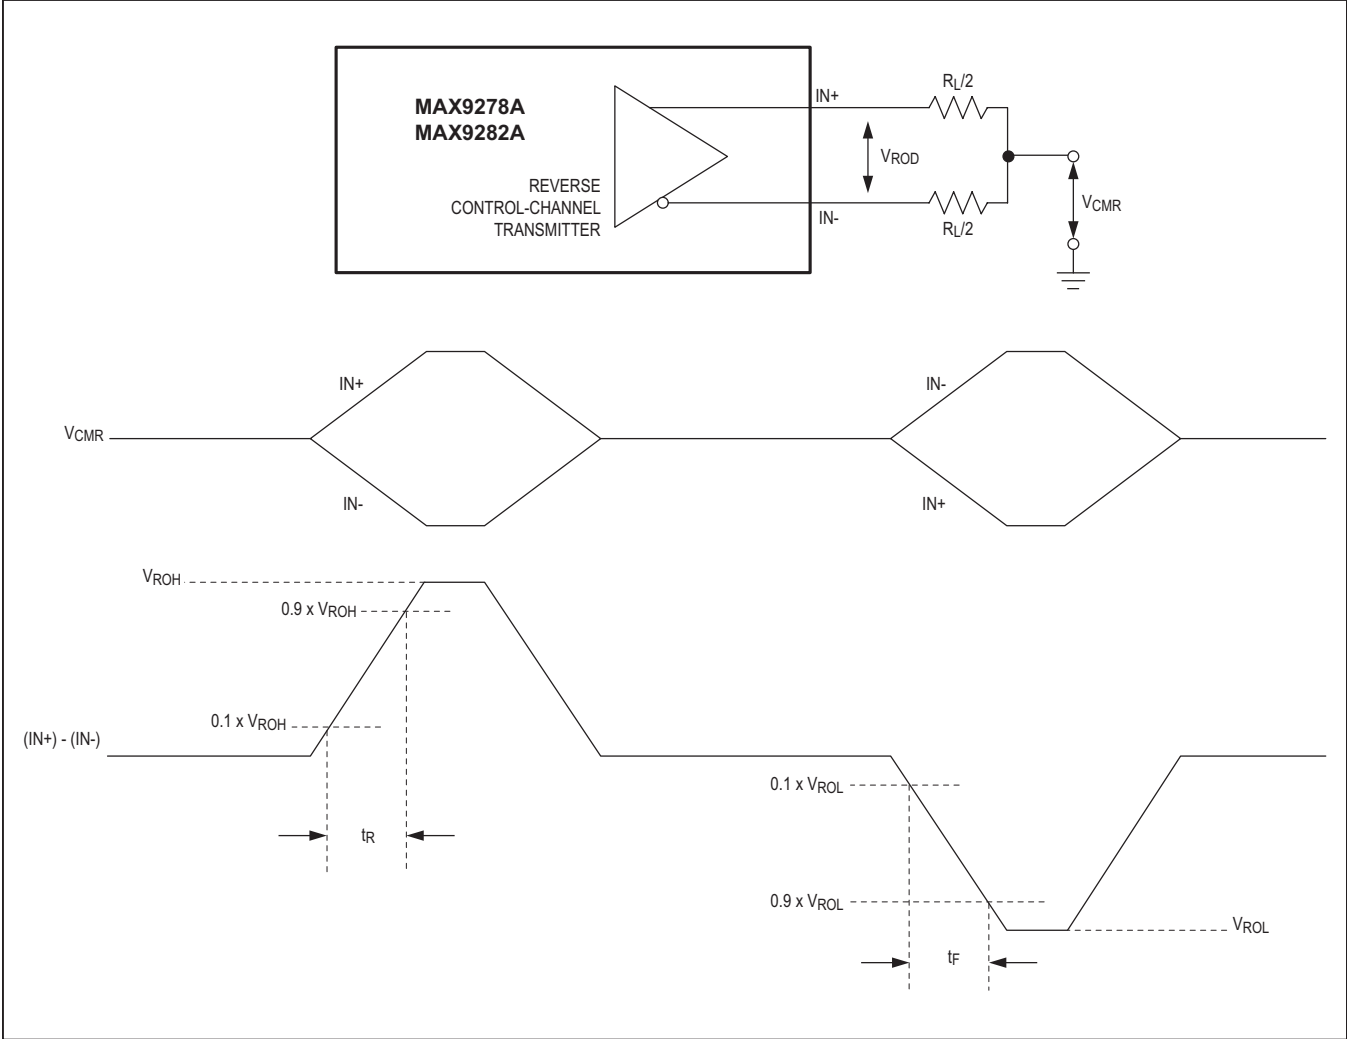 MAX9278A
MAX9282A
REVERSE
CONTROL-CHANNEL
TRANSMITTER
IN+
IN-
RL/2
RL/2
VROD
VCMR
VCMR
IN+
IN-
IN-
IN+
VROH
0.9 x VROH
0.1 x VROH
(IN+) - (IN-)
tR
0.1 x VROL
0.9 x VROL
VROL
tF